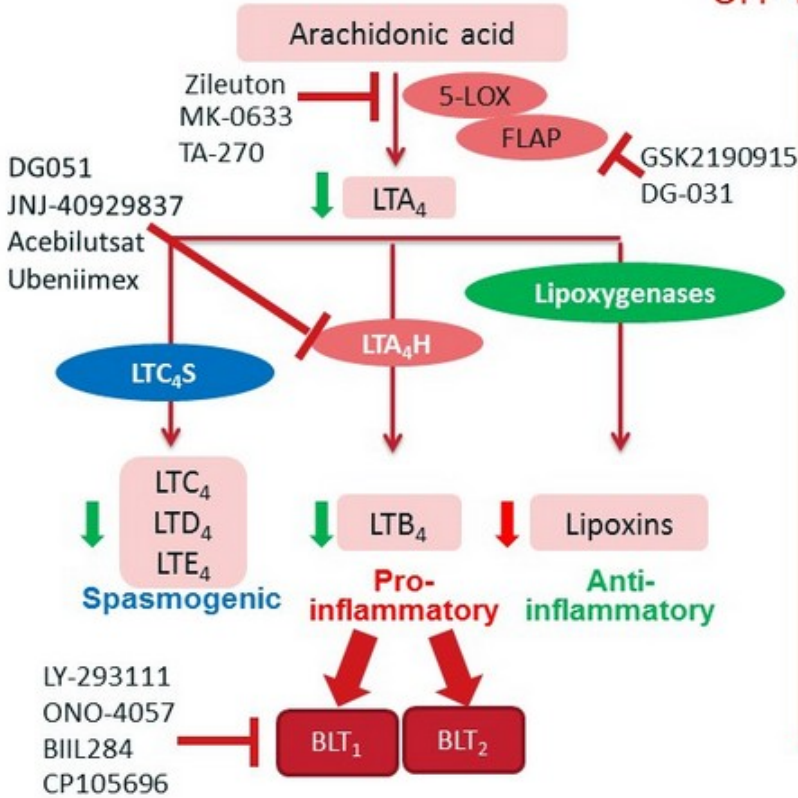 Arachidonic acid
Zileuton
MK-0633
TA-270
5-LOX
FLAP
GSK2190915
DG-031
DG051
JNJ-40929837
Acebilutsat
Ubeniimex
LTA₄
Lipoxygenases
LTA₄H
LTC₄S
LTC₄
LTD₄
LTE₄
Spasmogenic
LTB₄
Pro-
inflammatory
Lipoxins
Anti-
inflammatory
LY-293111
ONO-4057
BIIL284
CP105696
BLT₁
BLT₂